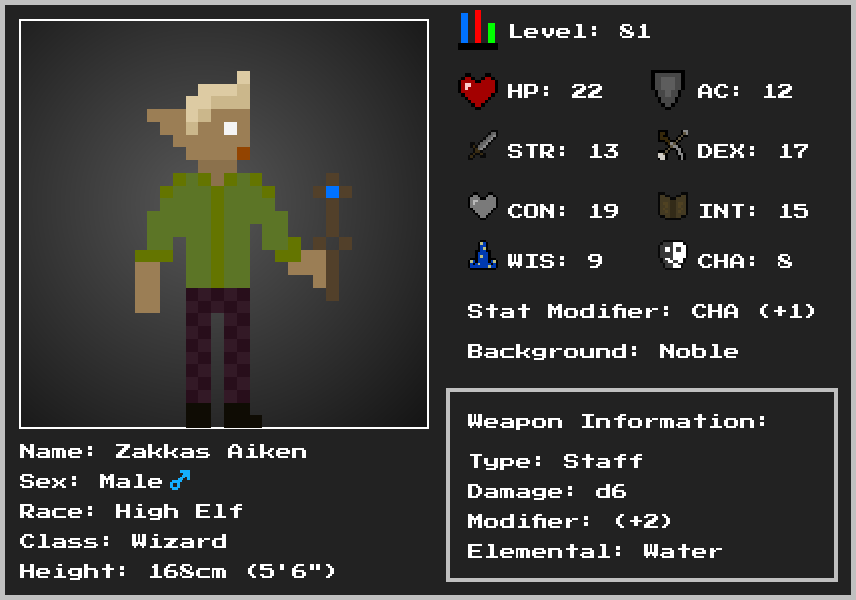 Level: 81
HP: 22 AC: 12
STR: 13 DEX: 17
CON: 19 INT: 15
WIS: 9 CHA: 8
Stat Modifier: CHA (+1)
Background: Noble
Name: Zakkas Aiken
Sex: Male♂
Race: High Elf
Class: Wizard
Height: 168cm (5'6")
Weapon Information:
Type: Staff
Damage: d6
Modifier: (+2)
Elemental: Water